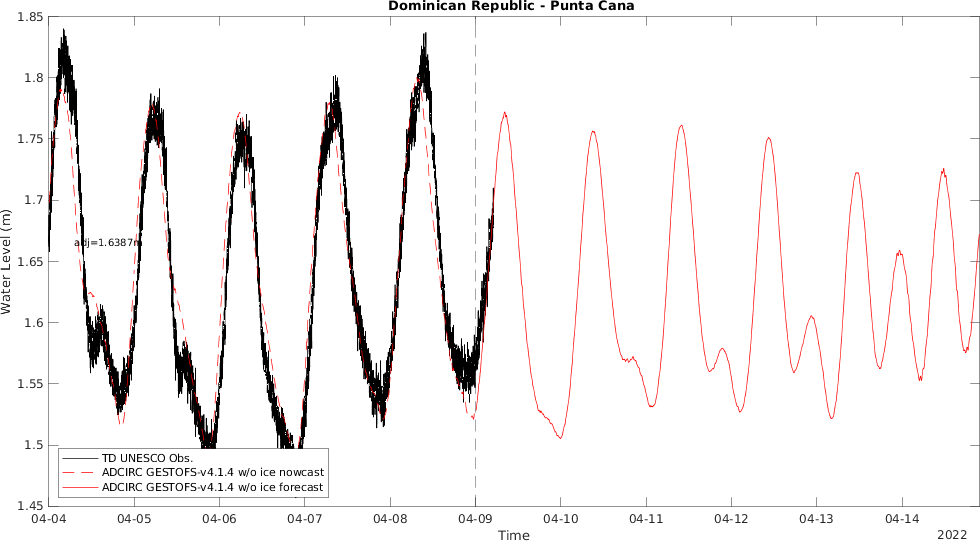 Dominican Republic - Punta Cana
1.85
1.8
1.75
1.7
1.65
1.6
1.55
1.5
1.45
Water Level (m)
adj=1.6387m
TD UNESCO Obs.
ADCIRC GESTOFS-v4.1.4 w/o ice nowcast
ADCIRC GESTOFS-v4.1.4 w/o ice forecast
04-04 04-05 04-06 04-07 04-08 04-09 04-10 04-11 04-12 04-13 04-14
Time
2022